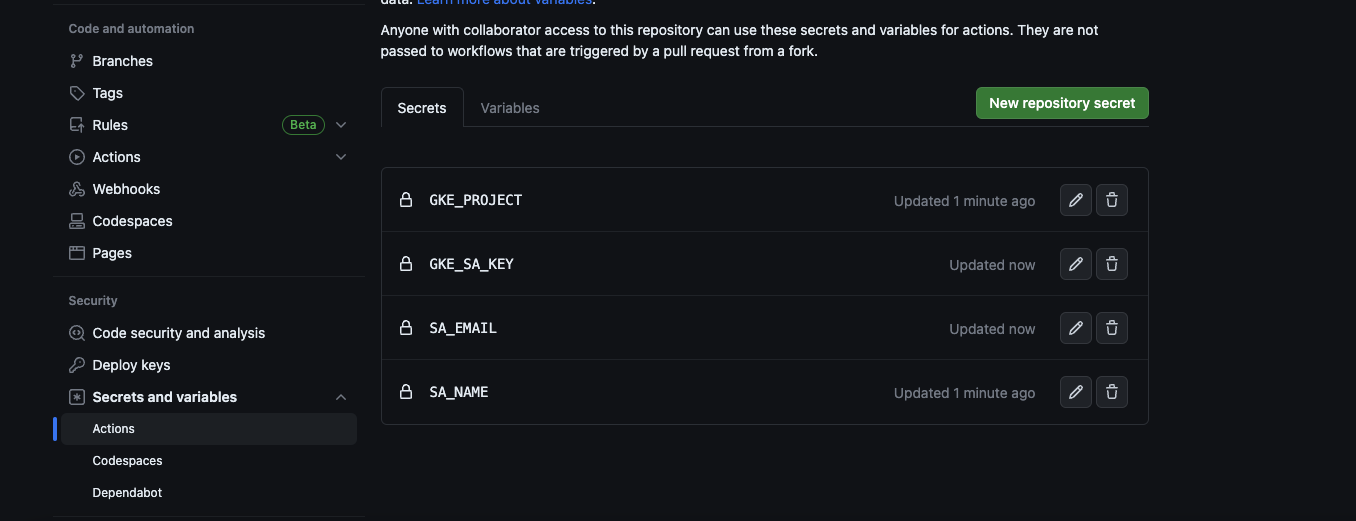 data. Learn more about variables.
Code and automation
Branches
Tags
Rules Beta
Actions
Webhooks
Codespaces
Pages
Security
Code security and analysis
Deploy keys
Secrets and variables
Actions
Codespaces
Dependabot
Anyone with collaborator access to this repository can use these secrets and variables for actions. They are not
passed to workflows that are triggered by a pull request from a fork.
Secrets Variables New repository secret
GKE_PROJECT Updated 1 minute ago
GKE_SA_KEY Updated now
SA_EMAIL Updated now
SA_NAME Updated 1 minute ago